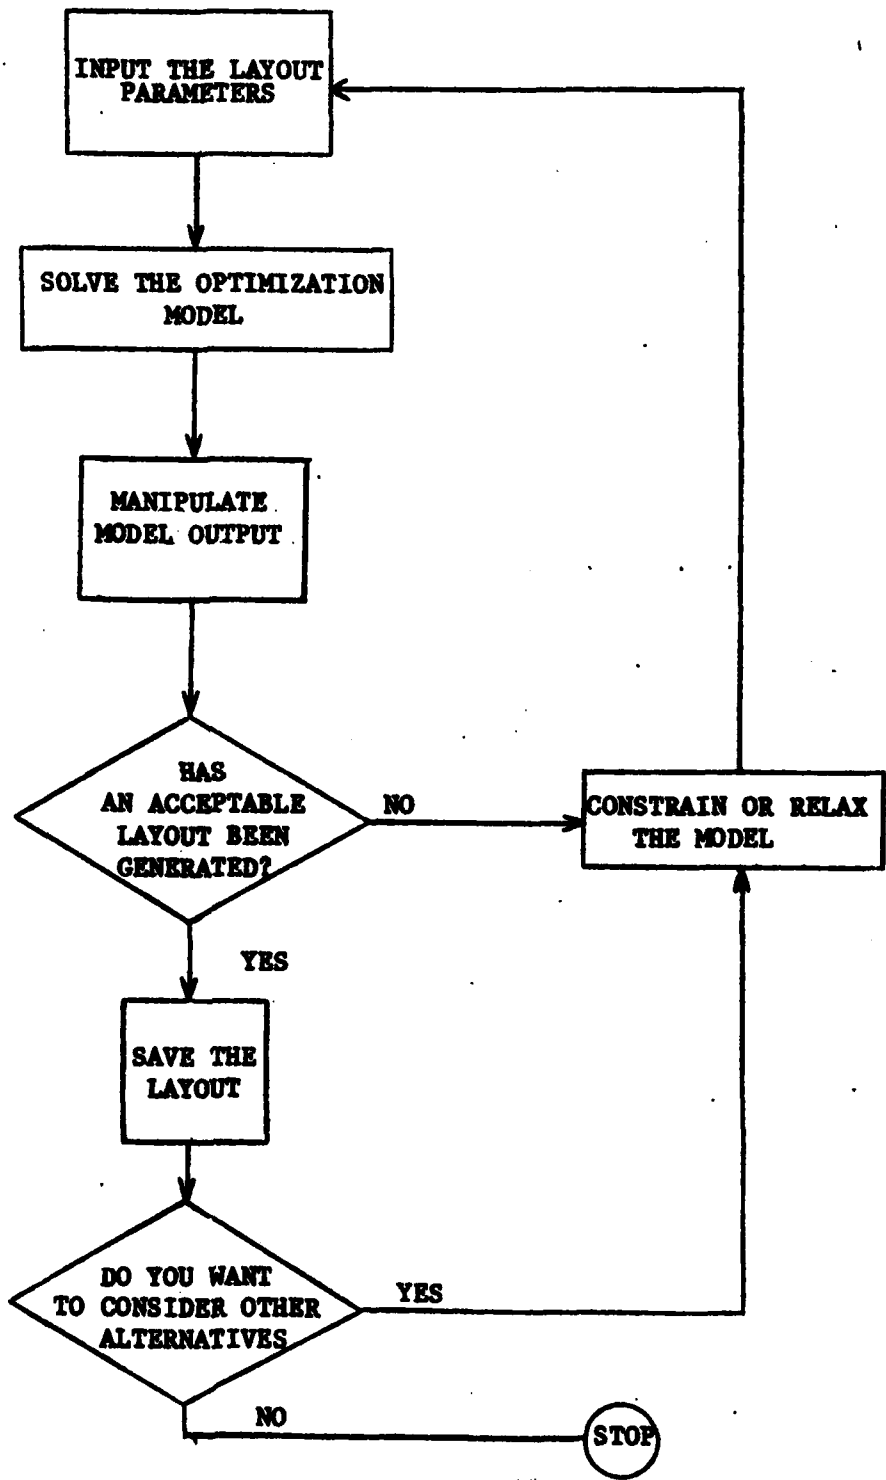 INPUT THE LAYOUT
PARAMETERS
SOLVE THE OPTIMIZATION
MODEL
MANIPULATE
MODEL OUTPUT
HAS
AN ACCEPTABLE
LAYOUT BEEN
GENERATED?
NO
CONSTRAIN OR RELAX
THE MODEL
YES
SAVE THE
LAYOUT
DO YOU WANT
TO CONSIDER OTHER
ALTERNATIVES
YES
NO
STOP